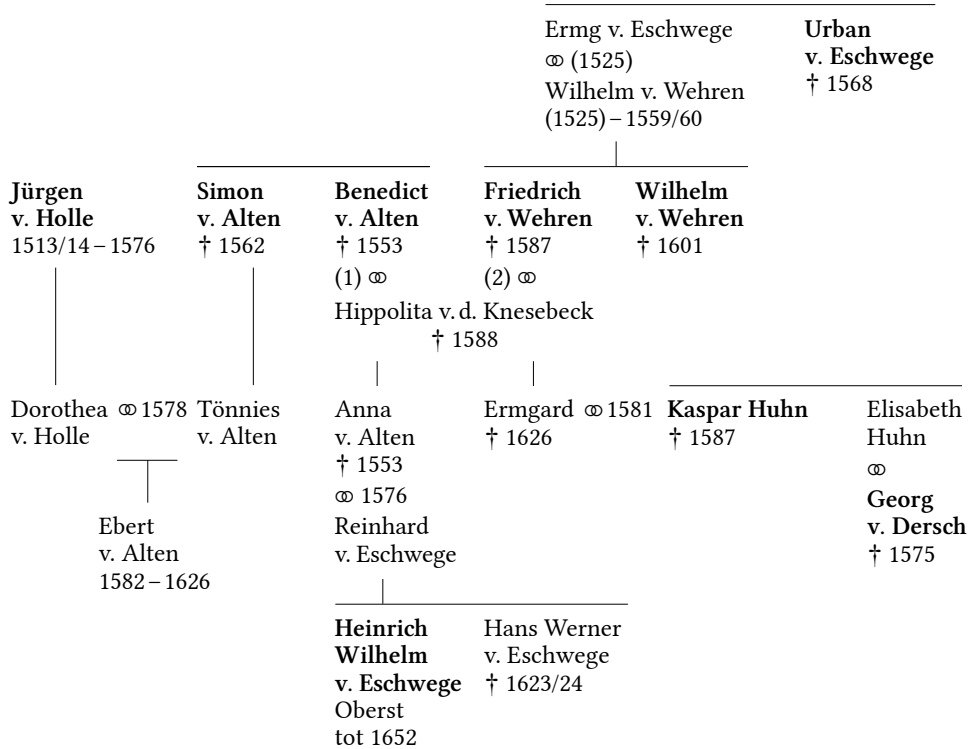 Ermg v. Eschwege
⚭ (1525)
Wilhelm v. Wehren
(1525) – 1559/60
Urban
v. Eschwege
† 1568
Jürgen
v. Holle
1513/14 – 1576
Simon
v. Alten
† 1562
Benedict
v. Alten
† 1553
(1) ⚭
Friedrich
v. Wehren
† 1587
(2) ⚭
Wilhelm
v. Wehren
† 1601
Hippolita v. d. Knesebeck
† 1588
Dorothea ⚭ 1578 Tönnies
v. Holle v. Alten
Anna
v. Alten
† 1553
⚭ 1576
Reinhard
v. Eschwege
Ermgard ⚭ 1581 Kaspar Huhn
† 1626 † 1587
Elisabeth
Huhn
⚭
Georg
v. Dersch
† 1575
Ebert
v. Alten
1582 – 1626
Heinrich
Wilhelm
v. Eschwege
Oberst
tot 1652
Hans Werner
v. Eschwege
† 1623/24